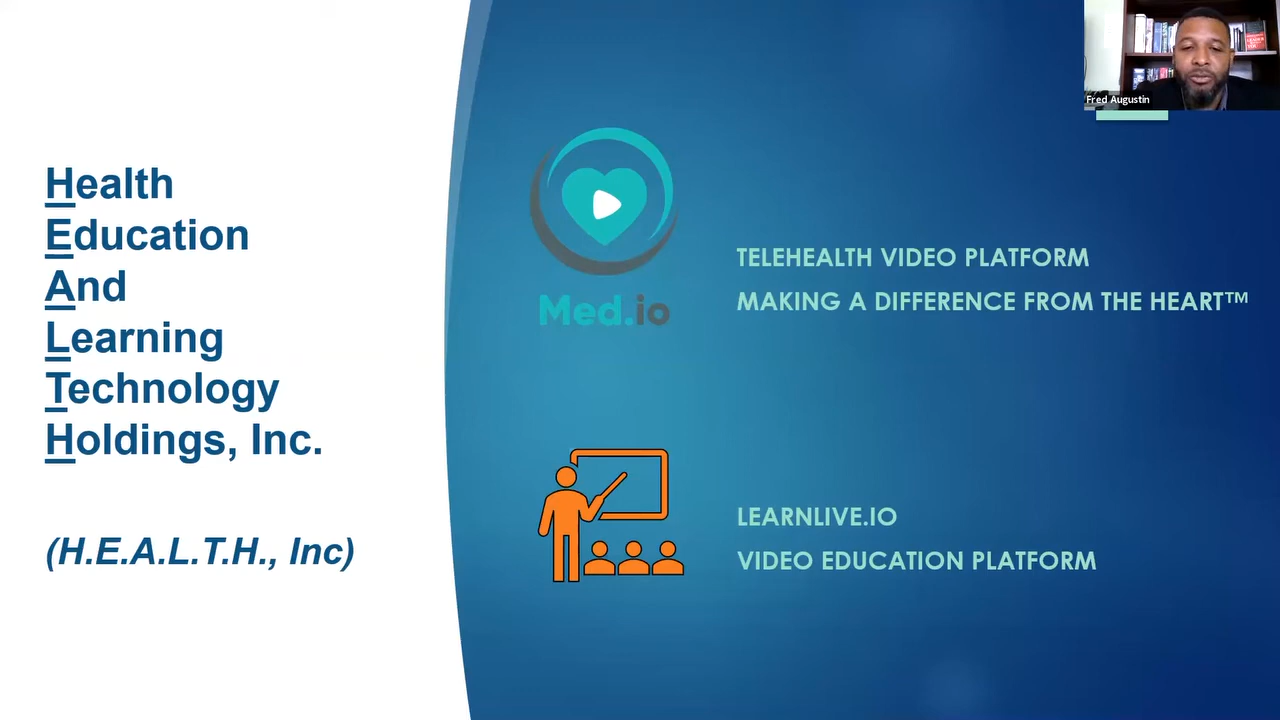 Health
Education
And
Learning
Technology
Holdings, Inc.
(H.E.A.L.T.H., Inc)
Med.io
TELEHEALTH VIDEO PLATFORM
MAKING A DIFFERENCE FROM THE HEART™
LEARNLIVE.IO
VIDEO EDUCATION PLATFORM
Fred Augustin